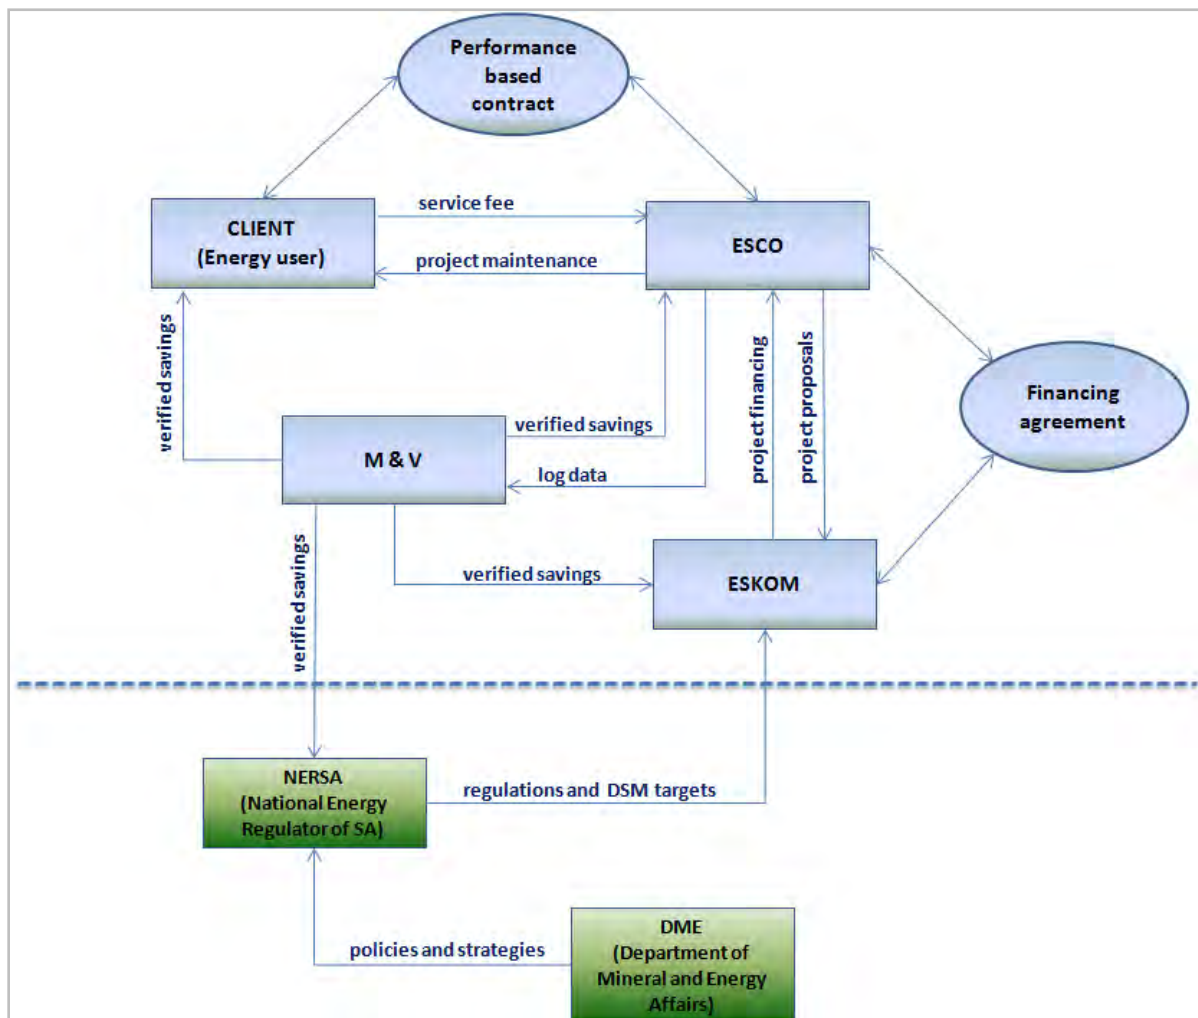 Performance
based
contract
CLIENT
(Energy user)
service fee
project maintenance
ESCO
verified savings
project financing
project proposals
Financing
agreement
M & V
verified savings
log data
verified savings
verified savings
ESKOM
NERSA
(National Energy
Regulator of SA)
regulations and DSM targets
policies and strategies
DME
(Department of
Mineral and Energy
Affairs)